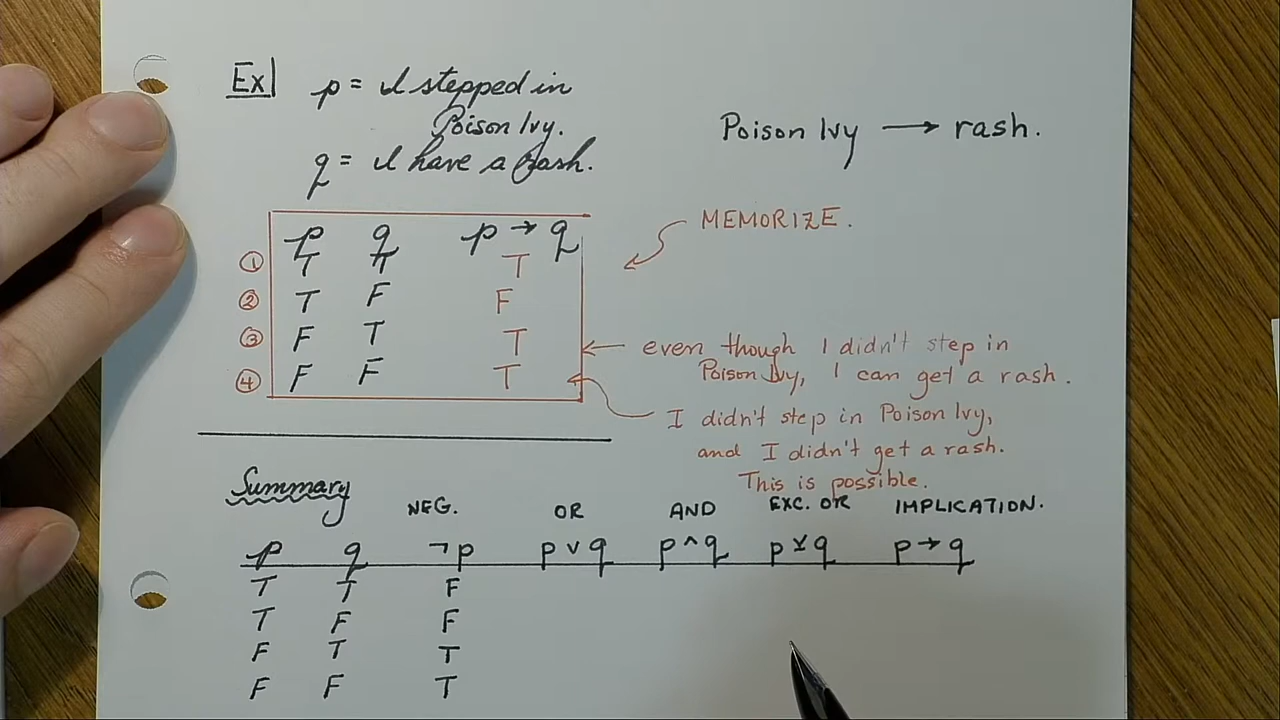 Ex1 p = I stepped in
Poison Ivy.
q = I have a rash.
Poison Ivy → rash.
p q p → q
① T T T
② T F F
③ F T T
④ F F T
MEMORIZE.
even though I didn't step in
Poison Ivy, I can get a rash.
I didn't step in Poison Ivy,
and I didn't get a rash.
This is possible.
Summary NEG. OR AND EXC. OR IMPLICATION.
p q ¬p p ∨ q p ∧ q p ⊻ q p → q
T T F
T F F
F T T
F F T